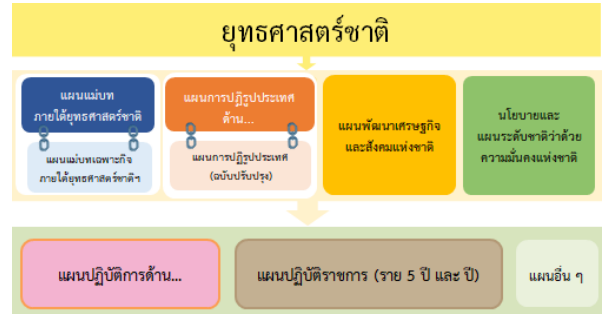 ยุทธศาสตร์ชาติ
แผนแม่บท
ภายใต้ยุทธศาสตร์ชาติ
แผนแม่บทเฉพาะกิจ
ภายใต้ยุทธศาสตร์ชาติฯ
แผนการปฏิรูปประเทศ
ด้าน...
แผนการปฏิรูปประเทศ
(ฉบับปรับปรุง)
แผนพัฒนาเศรษฐกิจ
และสังคมแห่งชาติ
นโยบายและ
แผนระดับชาติว่าด้วย
ความมั่นคงแห่งชาติ
แผนปฏิบัติการด้าน...
แผนปฏิบัติราชการ (ราย 5 ปี และ ปี)
แผนอื่น ๆ